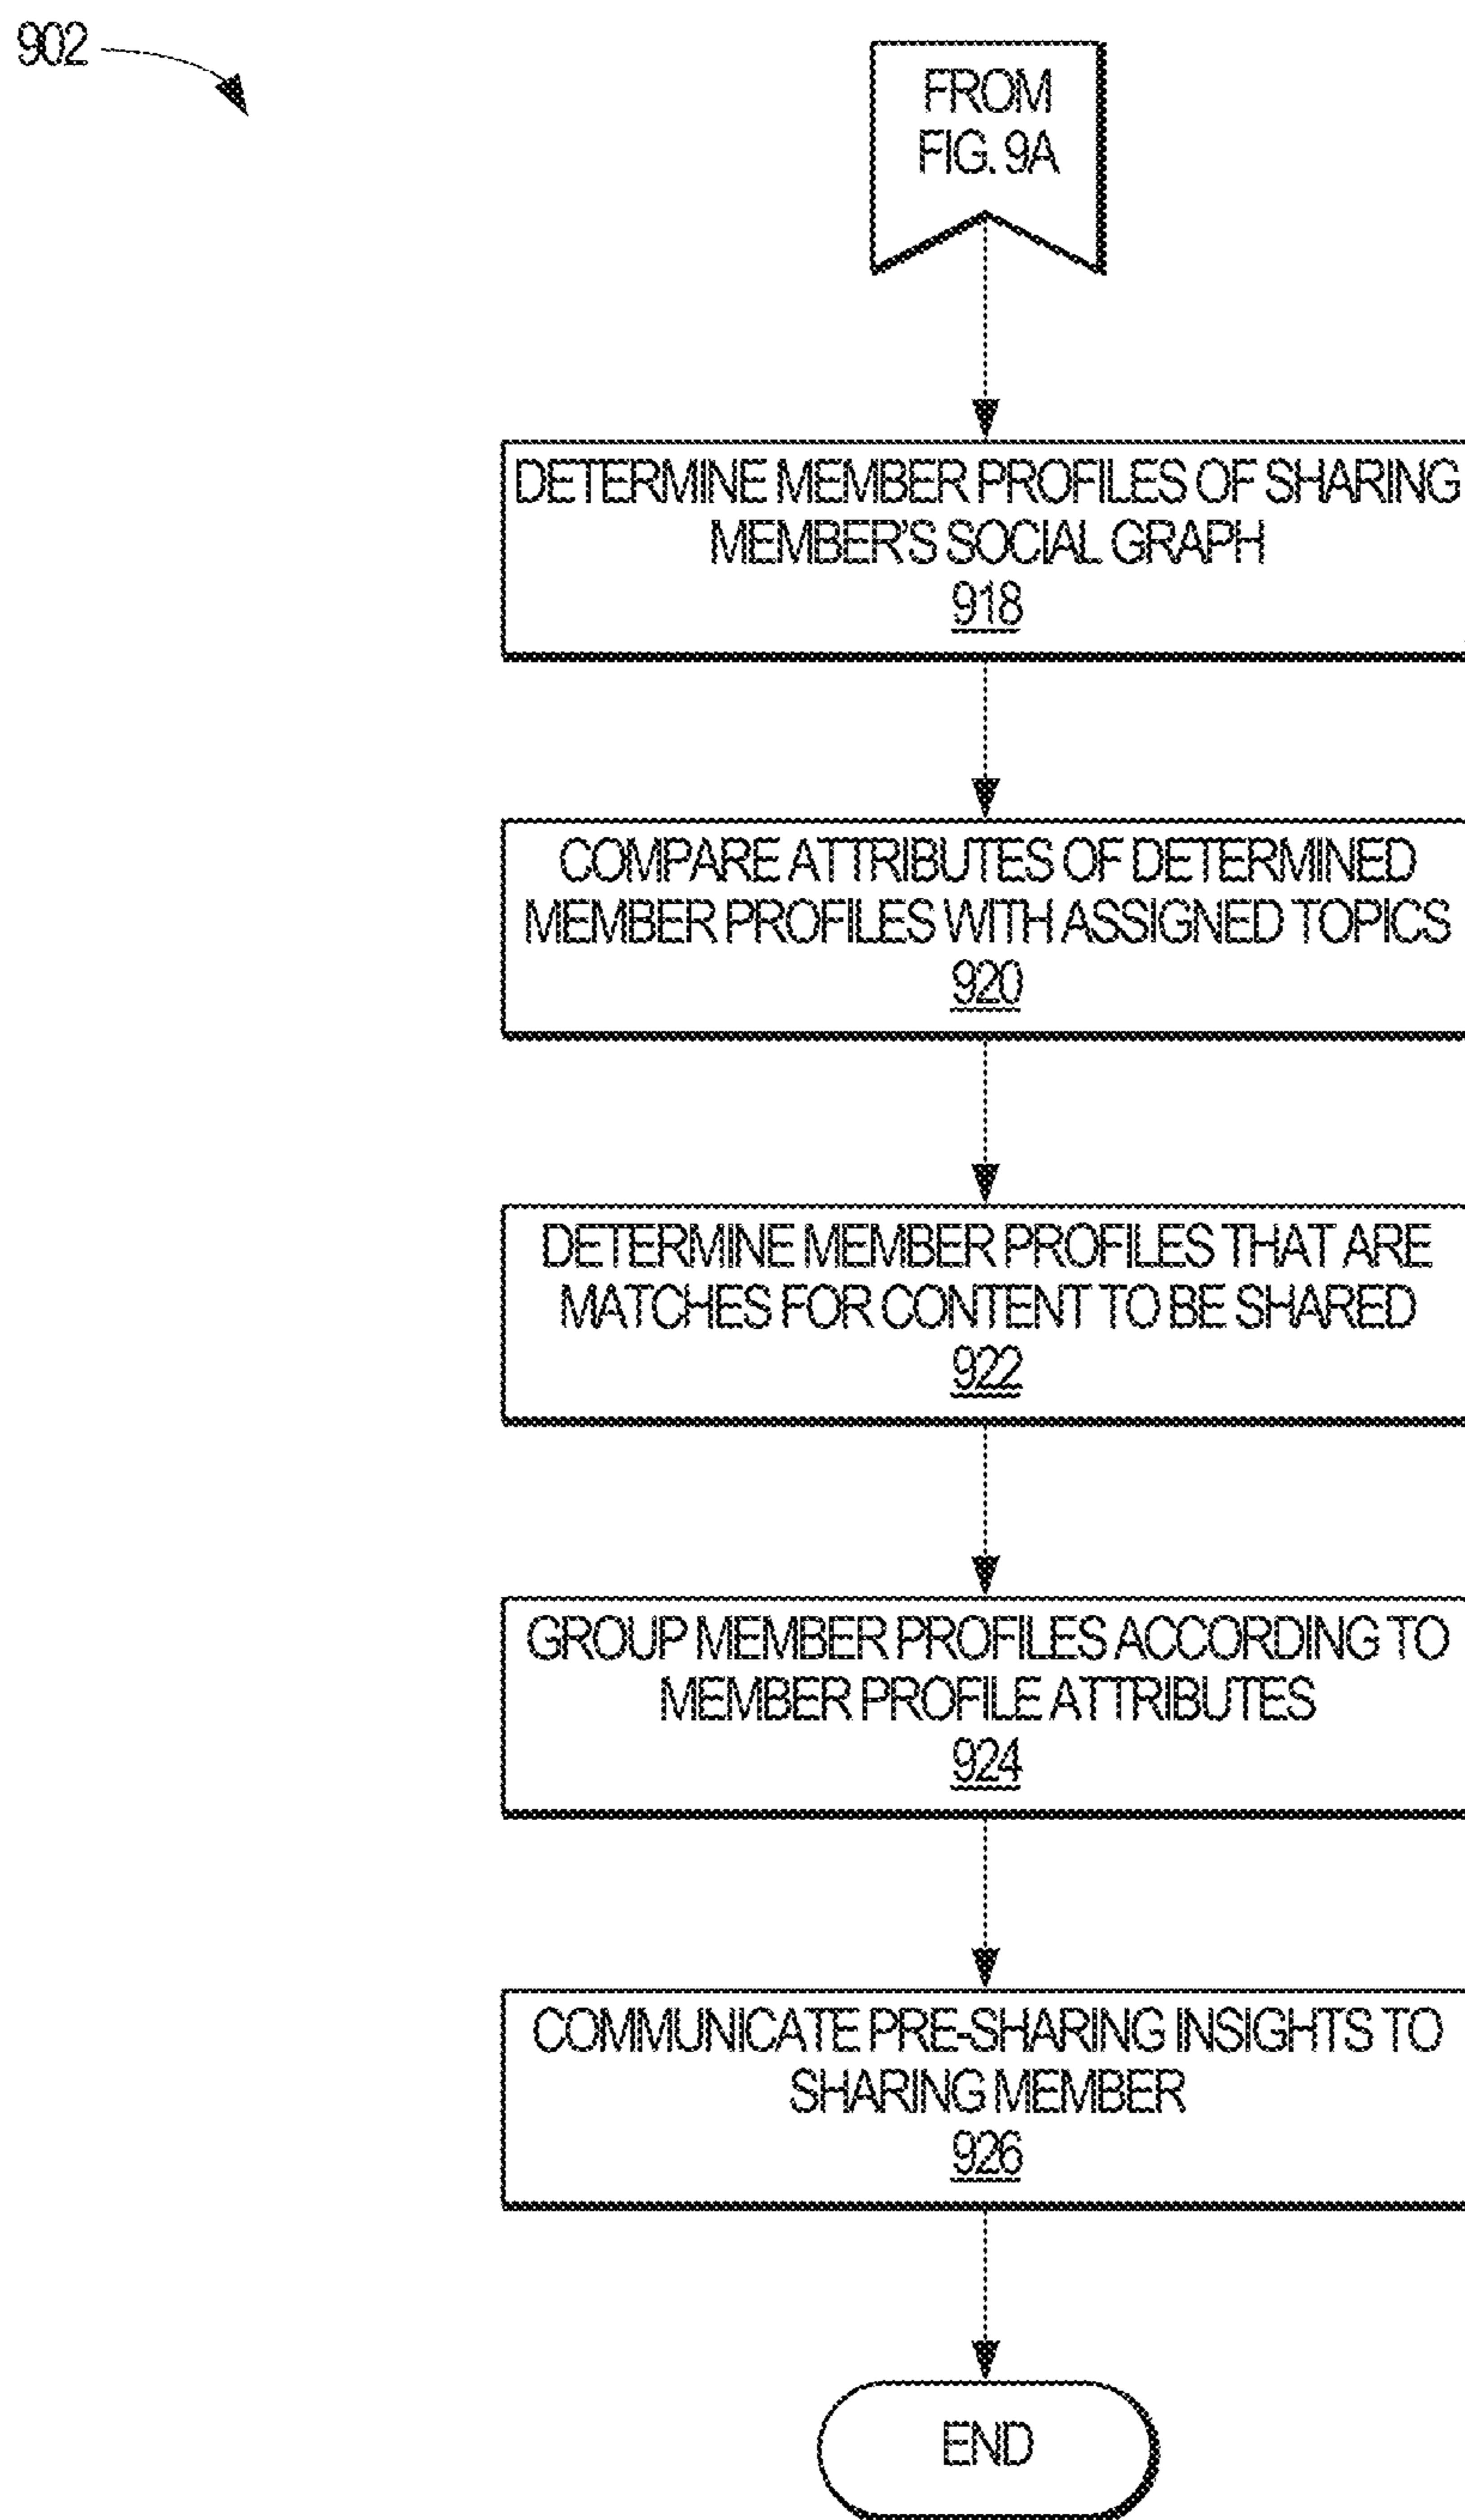 902
FROM
FIG. 9A
DETERMINE MEMBER PROFILES OF SHARING
MEMBER'S SOCIAL GRAPH
918
COMPARE ATTRIBUTES OF DETERMINED
MEMBER PROFILES WITH ASSIGNED TOPICS
920
DETERMINE MEMBER PROFILES THAT ARE
MATCHES FOR CONTENT TO BE SHARED
922
GROUP MEMBER PROFILES ACCORDING TO
MEMBER PROFILE ATTRIBUTES
924
COMMUNICATE PRE-SHARING INSIGHTS TO
SHARING MEMBER
926
END